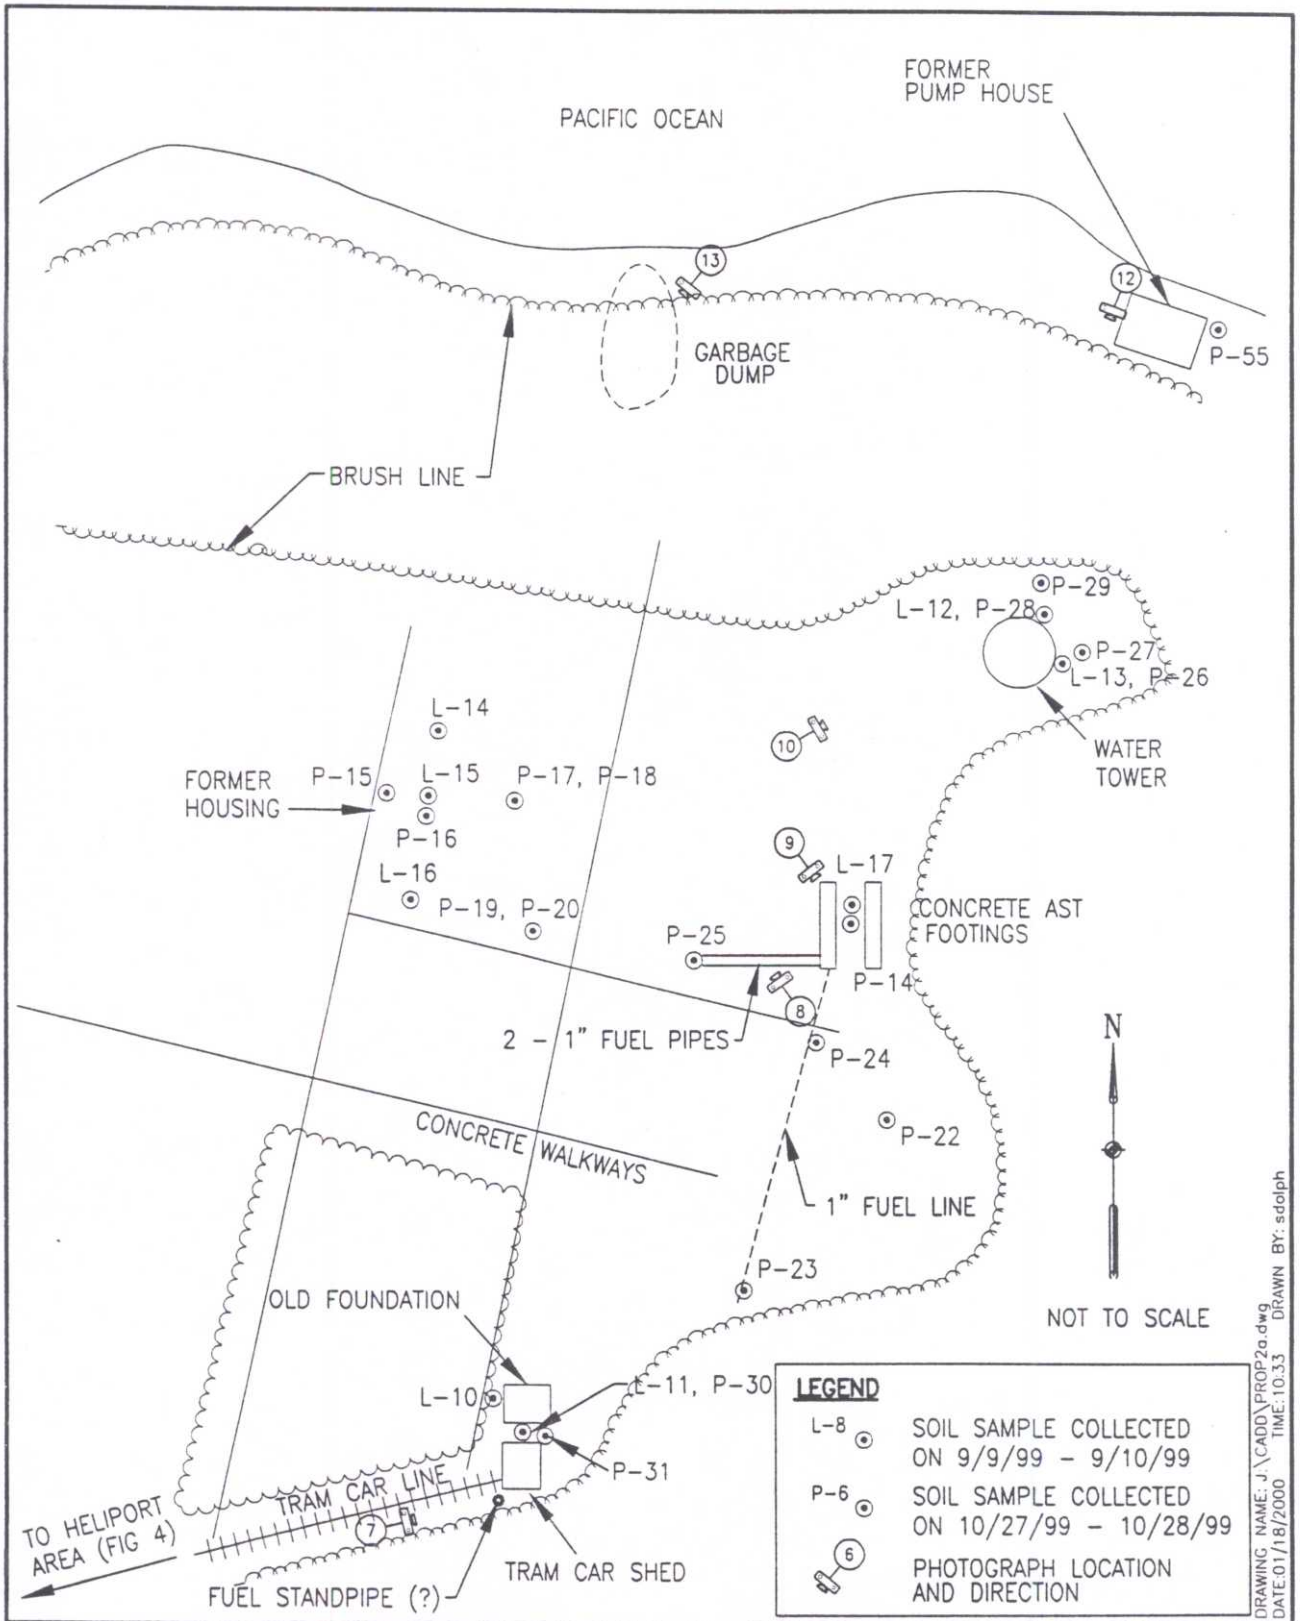 FORMER
PUMP HOUSE
PACIFIC OCEAN
13
12
P-55
GARBAGE
DUMP
BRUSH LINE
P-29
L-12, P-28
P-27
L-13, P-26
WATER
TOWER
L-14
10
FORMER
HOUSING
P-15
L-15
P-17, P-18
P-16
9
L-17
L-16
P-19, P-20
CONCRETE AST
FOOTINGS
P-25
P-14
8
2 - 1" FUEL PIPES
N
P-24
CONCRETE WALKWAYS
P-22
1" FUEL LINE
P-23
OLD FOUNDATION
NOT TO SCALE
L-10
L-11, P-30
P-31
TRAM CAR LINE
7
TO HELIPORT
AREA (FIG 4)
TRAM CAR SHED
FUEL STANDPIPE (?)
LEGEND
L-8 SOIL SAMPLE COLLECTED
ON 9/9/99 - 9/10/99
P-6 SOIL SAMPLE COLLECTED
ON 10/27/99 - 10/28/99
6 PHOTOGRAPH LOCATION
AND DIRECTION
DRAWING NAME: J:\CADD\PROP2a.dwg
DATE:01/18/2000 TIME:10:33 DRAWN BY: sdolph